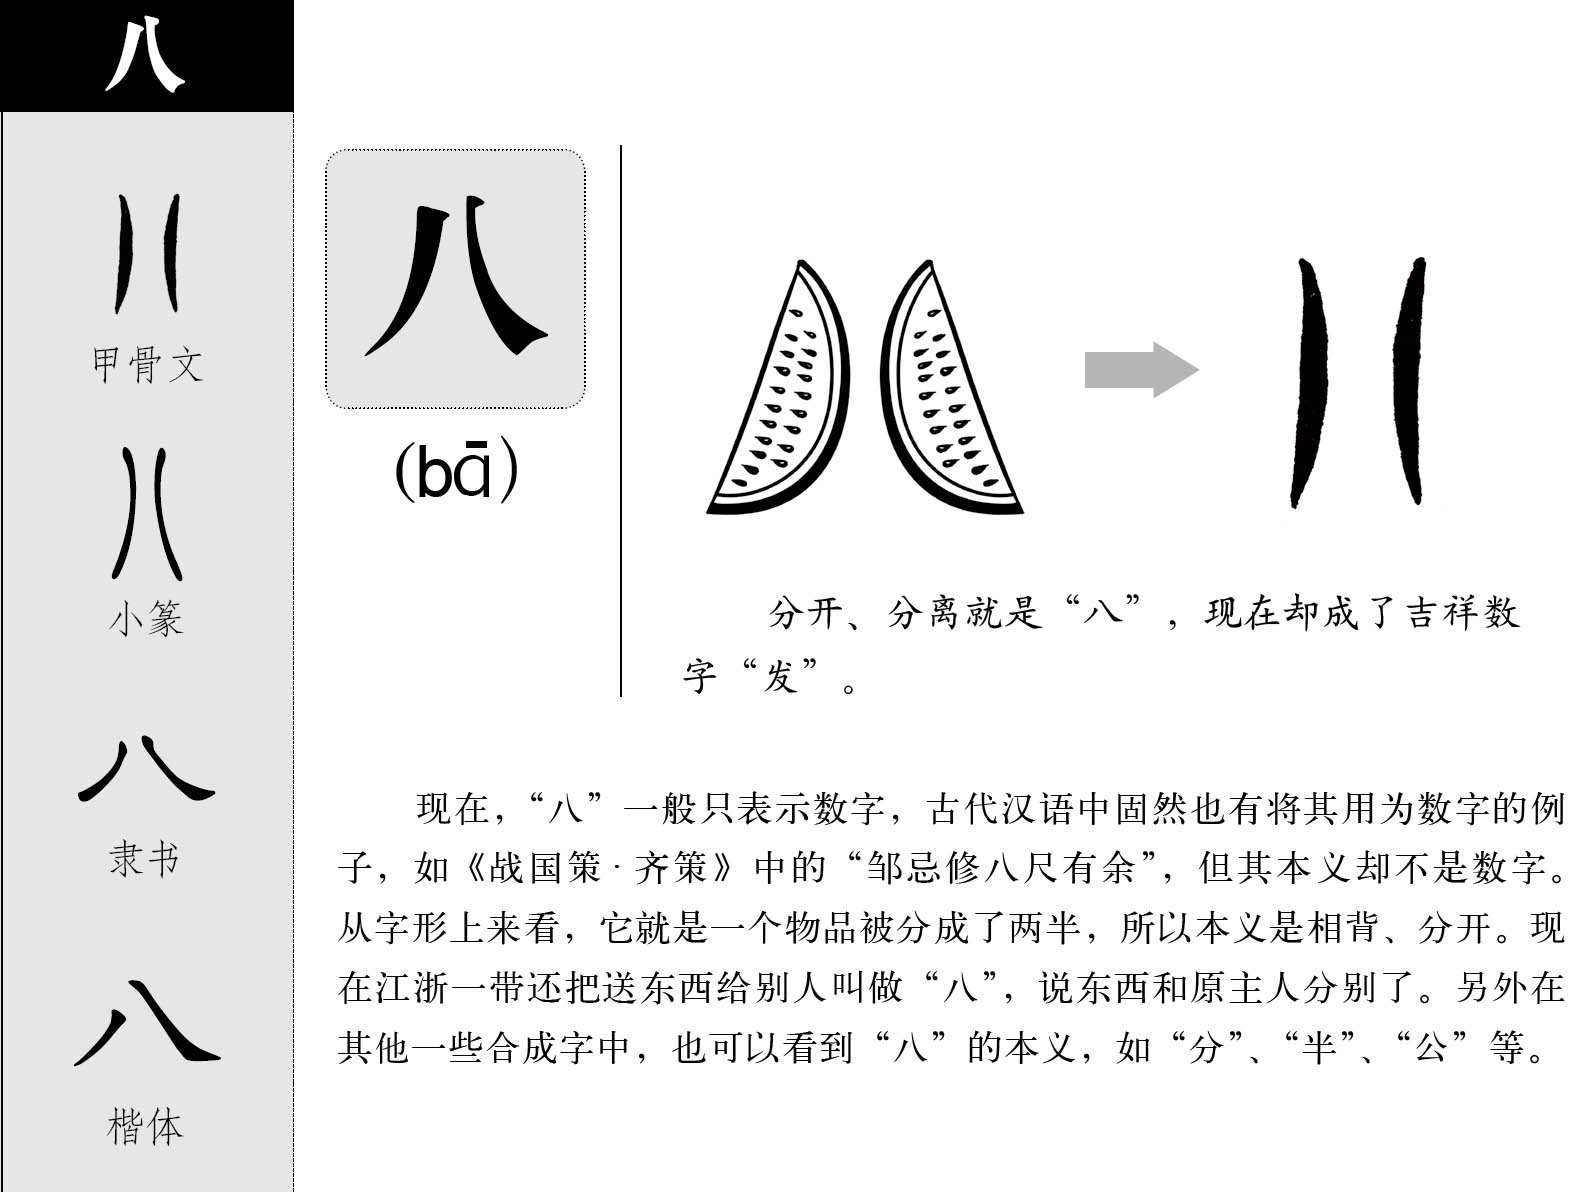 八
甲骨文
小篆
隶书
楷体
八
(bā)
分开、分离就是“八”，现在却成了吉祥数
字“发”。
现在，“八”一般只表示数字，古代汉语中固然也有将其用为数字的例
子，如《战国策·齐策》中的“邹忌修八尺有余”，但其本义却不是数字。
从字形上来看，它就是一个物品被分成了两半，所以本义是相背、分开。现
在江浙一带还把送东西给别人叫做“八”，说东西和原主人分别了。另外在
其他一些合成字中，也可以看到“八”的本义，如“分”、“半”、“公”等。